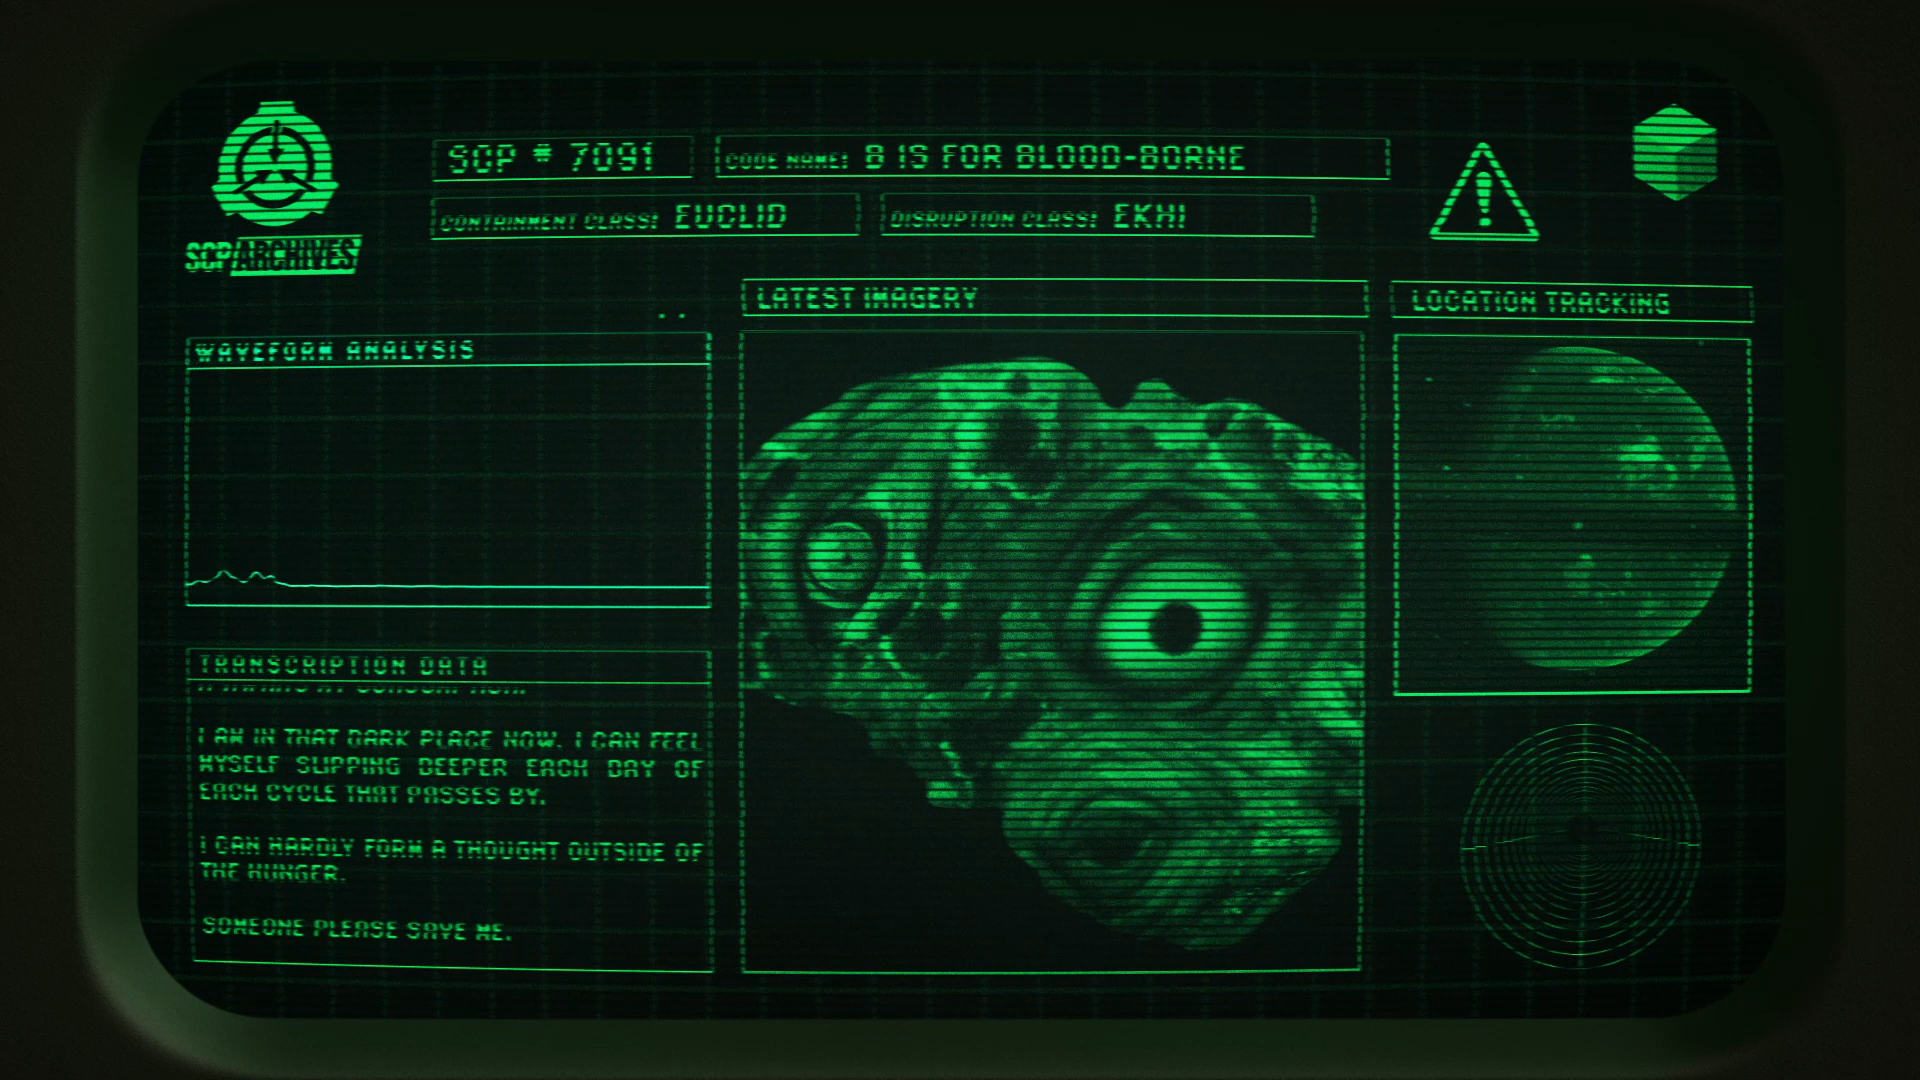 SCP # 7091
CODE NAME: B IS FOR BLOOD-BORNE
CONTAINMENT CLASS: EUCLID
DISRUPTION CLASS: EKHI
SCP ARCHIVES
LATEST IMAGERY
LOCATION TRACKING
WAVEFORM ANALYSIS
TRANSCRIPTION DATA
I AM IN THAT DARK PLACE NOW. I CAN FEEL
MYSELF SLIPPING DEEPER EACH DAY OF
EACH CYCLE THAT PASSES BY.
I CAN HARDLY FORM A THOUGHT OUTSIDE OF
THE HUNGER.
SOMEONE PLEASE SAVE ME.